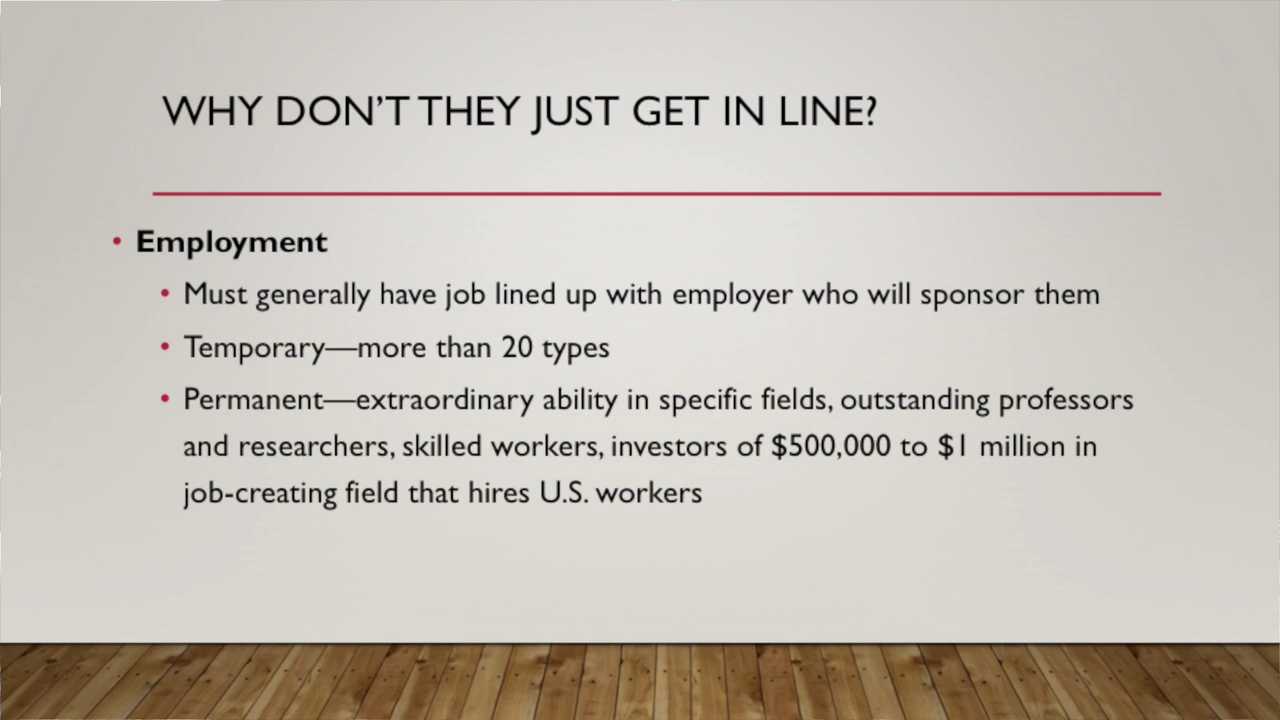 WHY DON'T THEY JUST GET IN LINE?
• Employment
• Must generally have job lined up with employer who will sponsor them
• Temporary—more than 20 types
• Permanent—extraordinary ability in specific fields, outstanding professors
and researchers, skilled workers, investors of $500,000 to $1 million in
job-creating field that hires U.S. workers